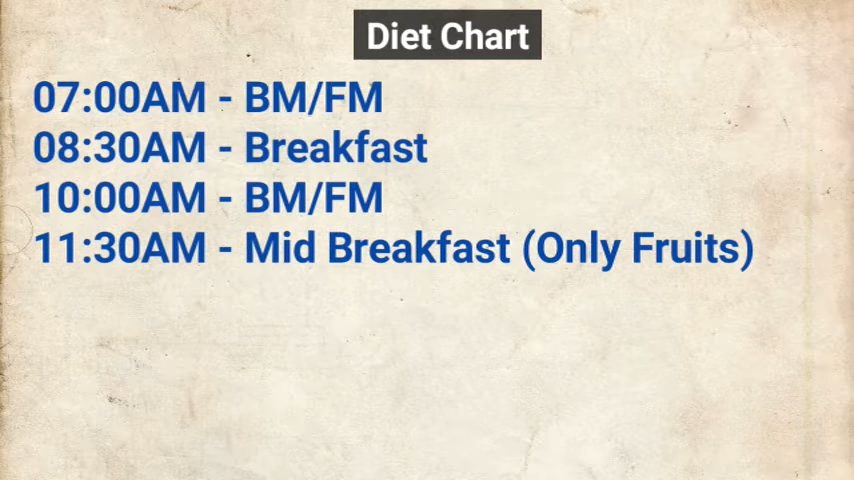 Diet Chart
07:00AM - BM/FM
08:30AM - Breakfast
10:00AM - BM/FM
11:30AM - Mid Breakfast (Only Fruits)